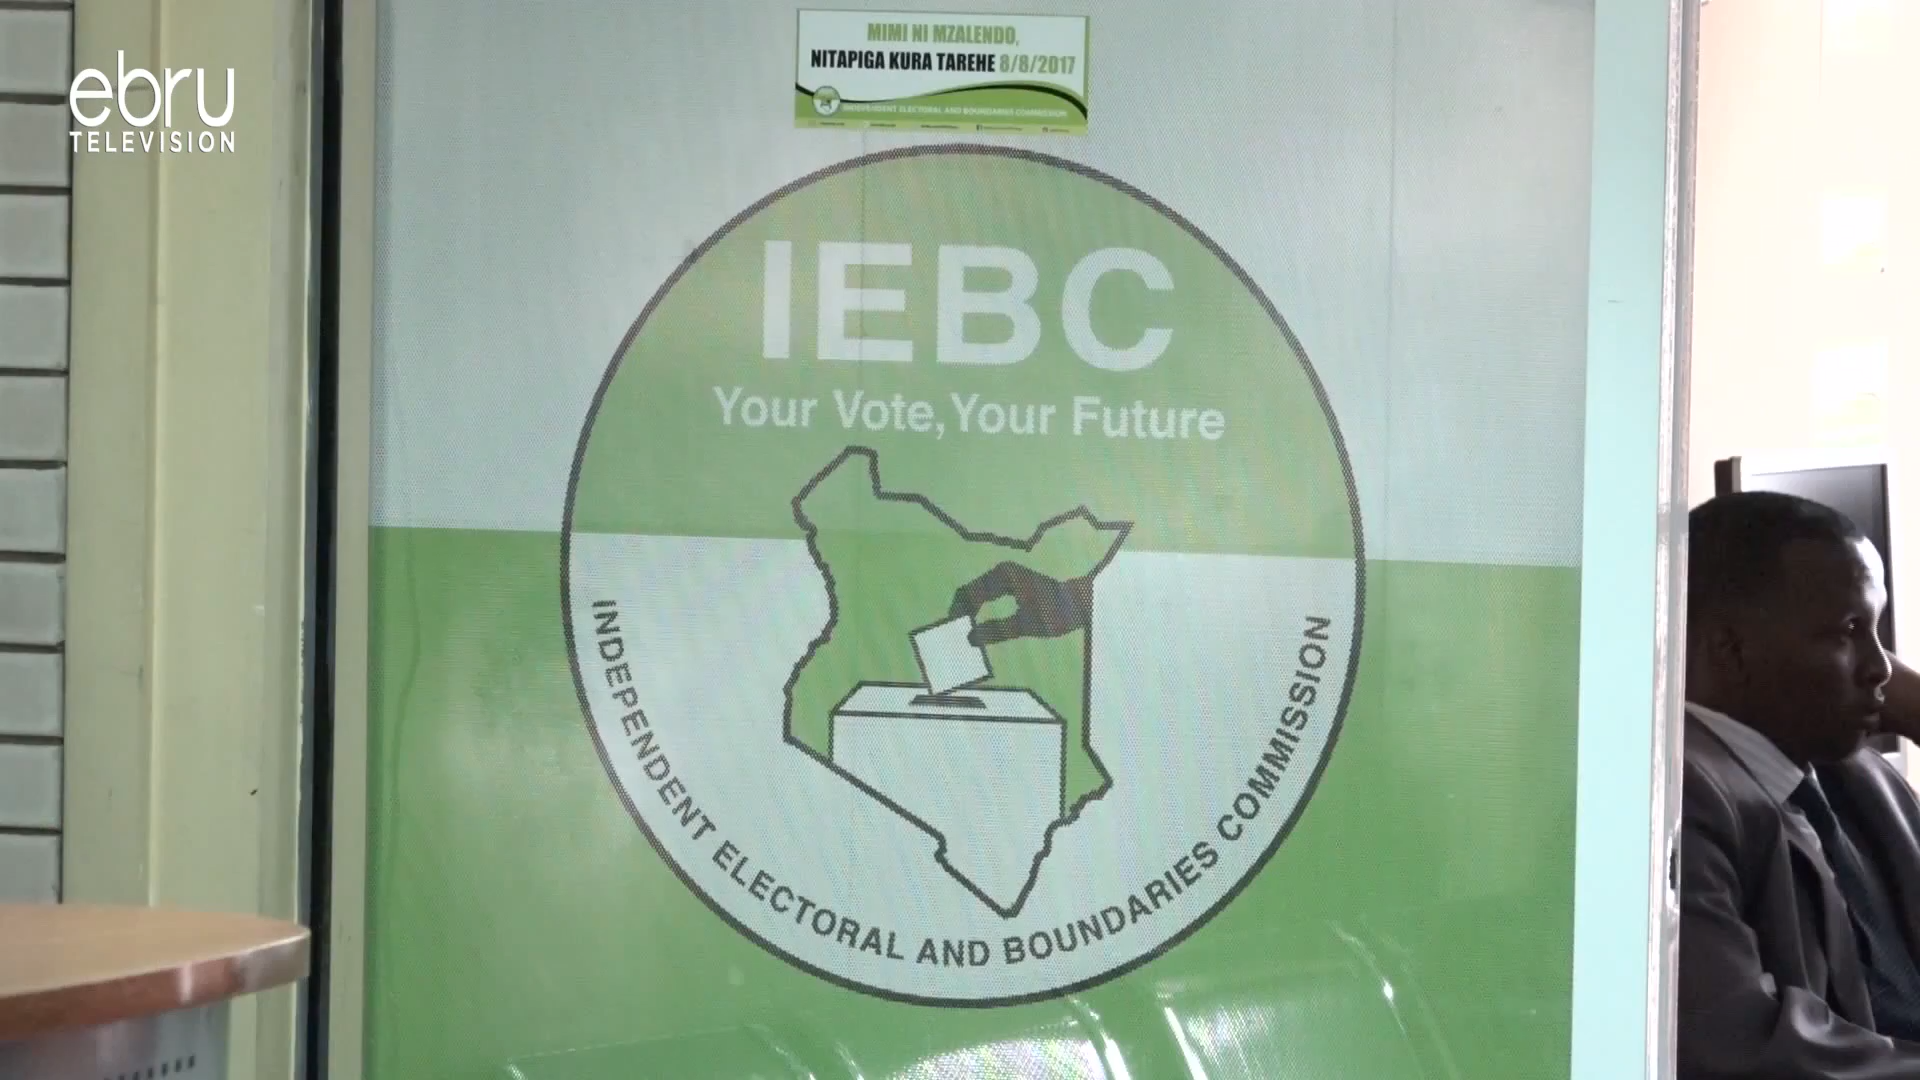 ebru
TELEVISION
MIMI NI MZALENDO,
NITAPIGA KURA TAREHE 8/8/2017
INDEPENDENT ELECTORAL AND BOUNDARIES COMMISSION
IEBC
Your Vote, Your Future
INDEPENDENT ELECTORAL AND BOUNDARIES COMMISSION